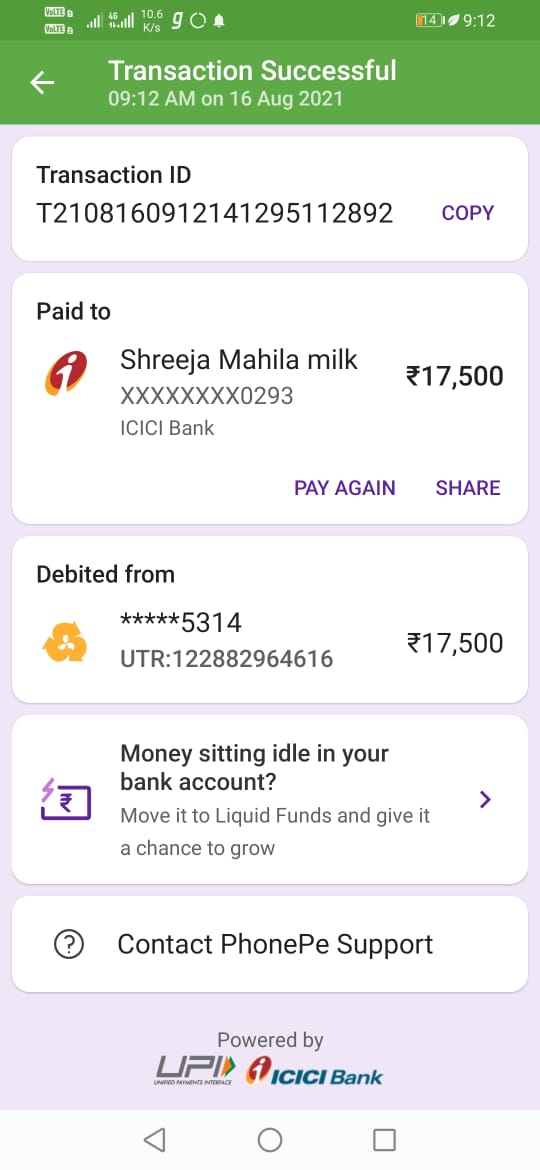 VoLTE 1
VoLTE 2
4G
10.6
K/s
g
14
9:12
Transaction Successful
09:12 AM on 16 Aug 2021
Transaction ID
T2108160912141295112892
COPY
Paid to
Shreeja Mahila milk
₹17,500
XXXXXXXX0293
ICICI Bank
PAY AGAIN
SHARE
Debited from
*****5314
₹17,500
UTR:122882964616
Money sitting idle in your
bank account?
Move it to Liquid Funds and give it
a chance to grow
Contact PhonePe Support
Powered by
UPI
UNIFIED PAYMENTS INTERFACE
ICICI Bank